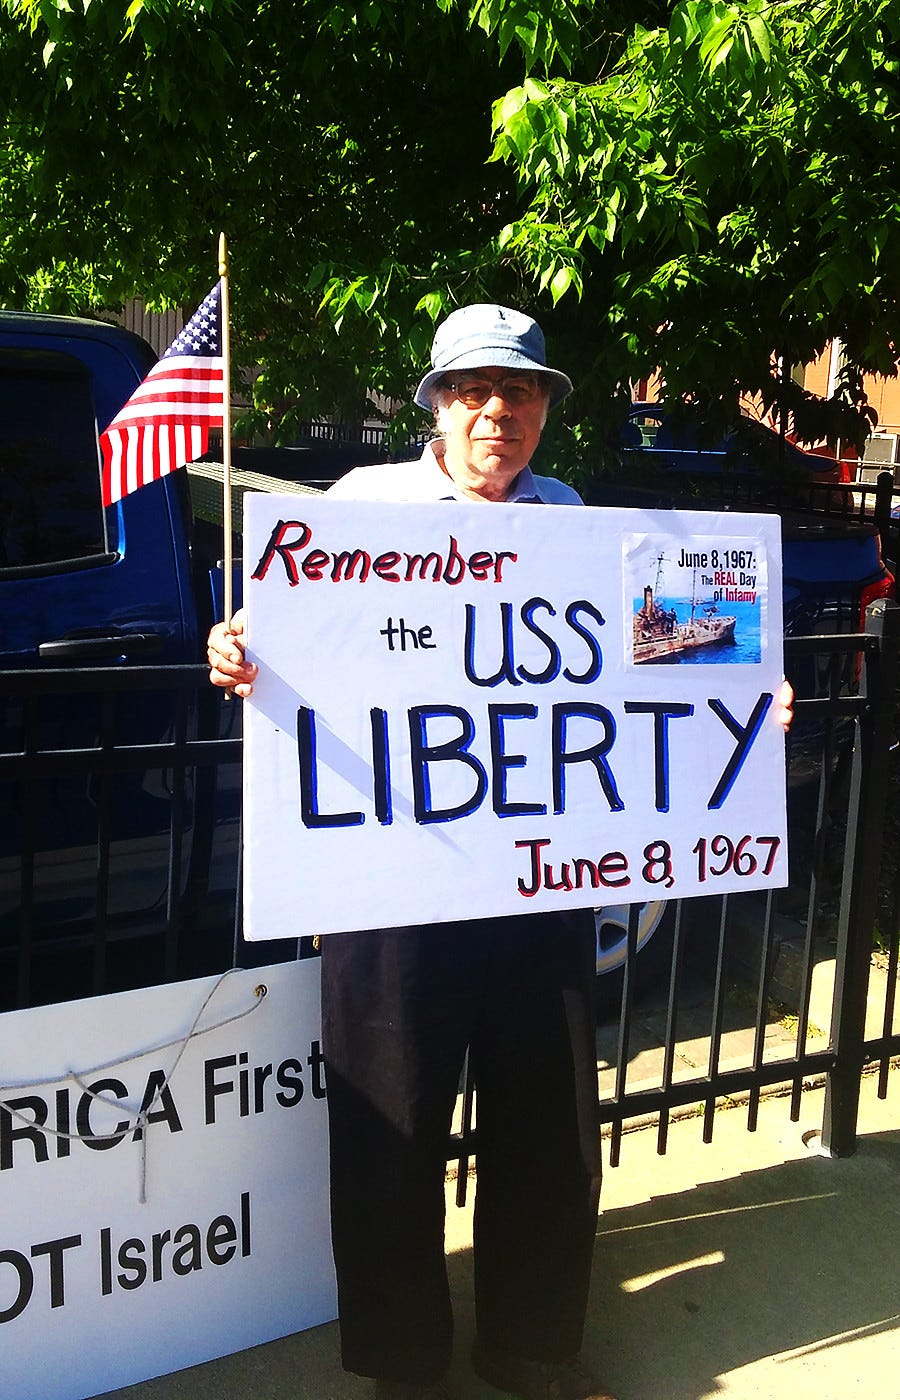 Remember
the USS
LIBERTY
June 8, 1967
June 8, 1967:
The REAL Day
of Infamy
RICA First
OT Israel